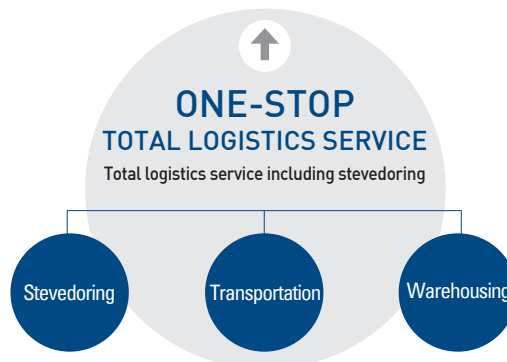 ONE-STOP
TOTAL LOGISTICS SERVICE
Total logistics service including stevedoring
Stevedoring
Transportation
Warehousing